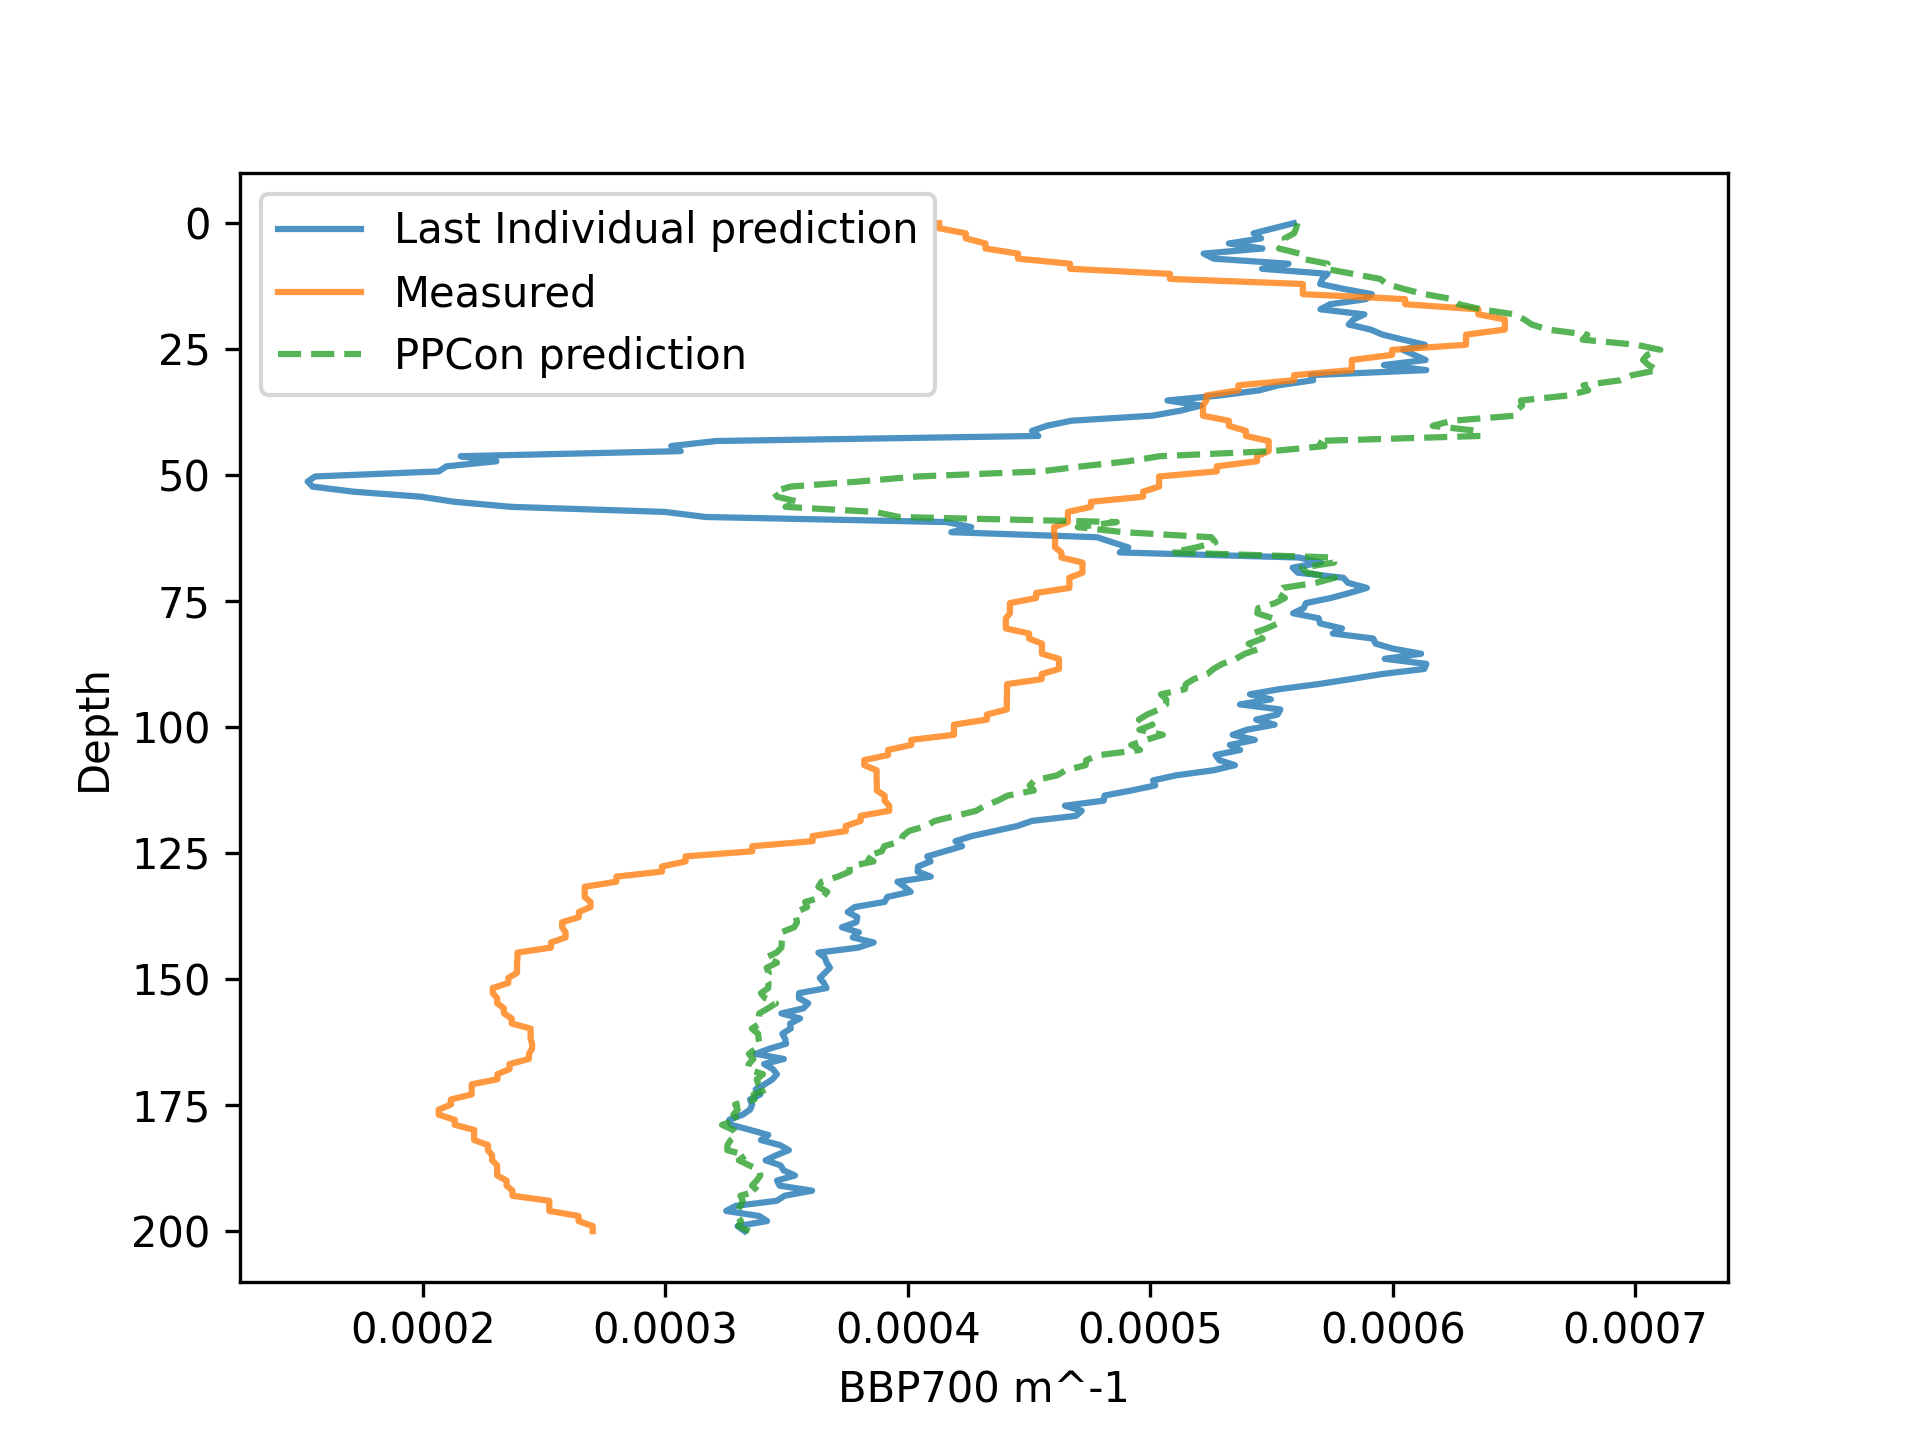 Last Individual prediction
Measured
PPCon prediction
0
25
50
75
100
125
150
175
200
Depth
0.0002 0.0003 0.0004 0.0005 0.0006 0.0007
BBP700 m^-1